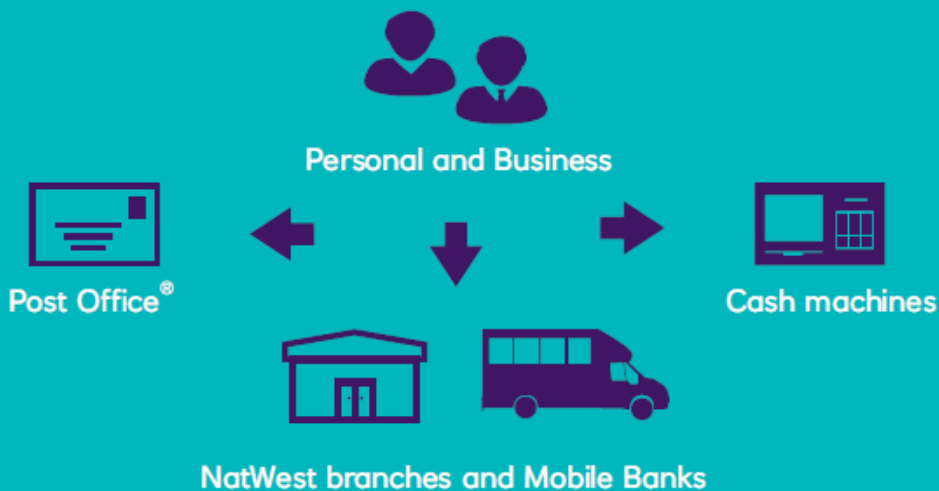 Personal and Business
Post Office®
Cash machines
NatWest branches and Mobile Banks